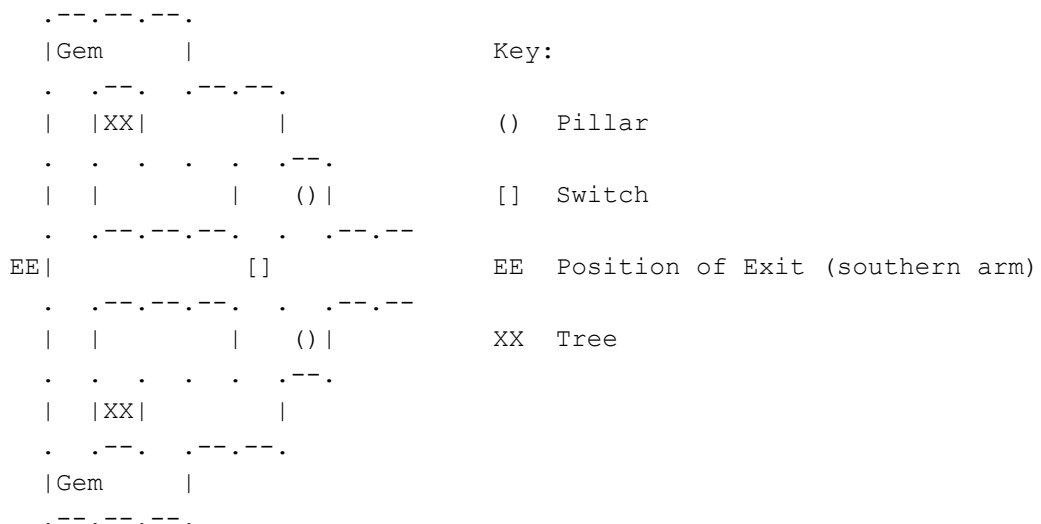 .--.--.--.
  |Gem     |                  Key:
  .  .--.  .--.--.
  |  |XX|        |            ()  Pillar
  .  .  .  .  .  .--.
  |  |        |   ()|         []  Switch
  .  .--.--.--.  .  .--.--
EE|            []             EE  Position of Exit (southern arm)
  .  .--.--.--.  .  .--.--
  |  |        |   ()|         XX  Tree
  .  .  .  .  .  .--.
  |  |XX|        |
  .  .--.  .--.--.
  |Gem     |
  .--.--.--.